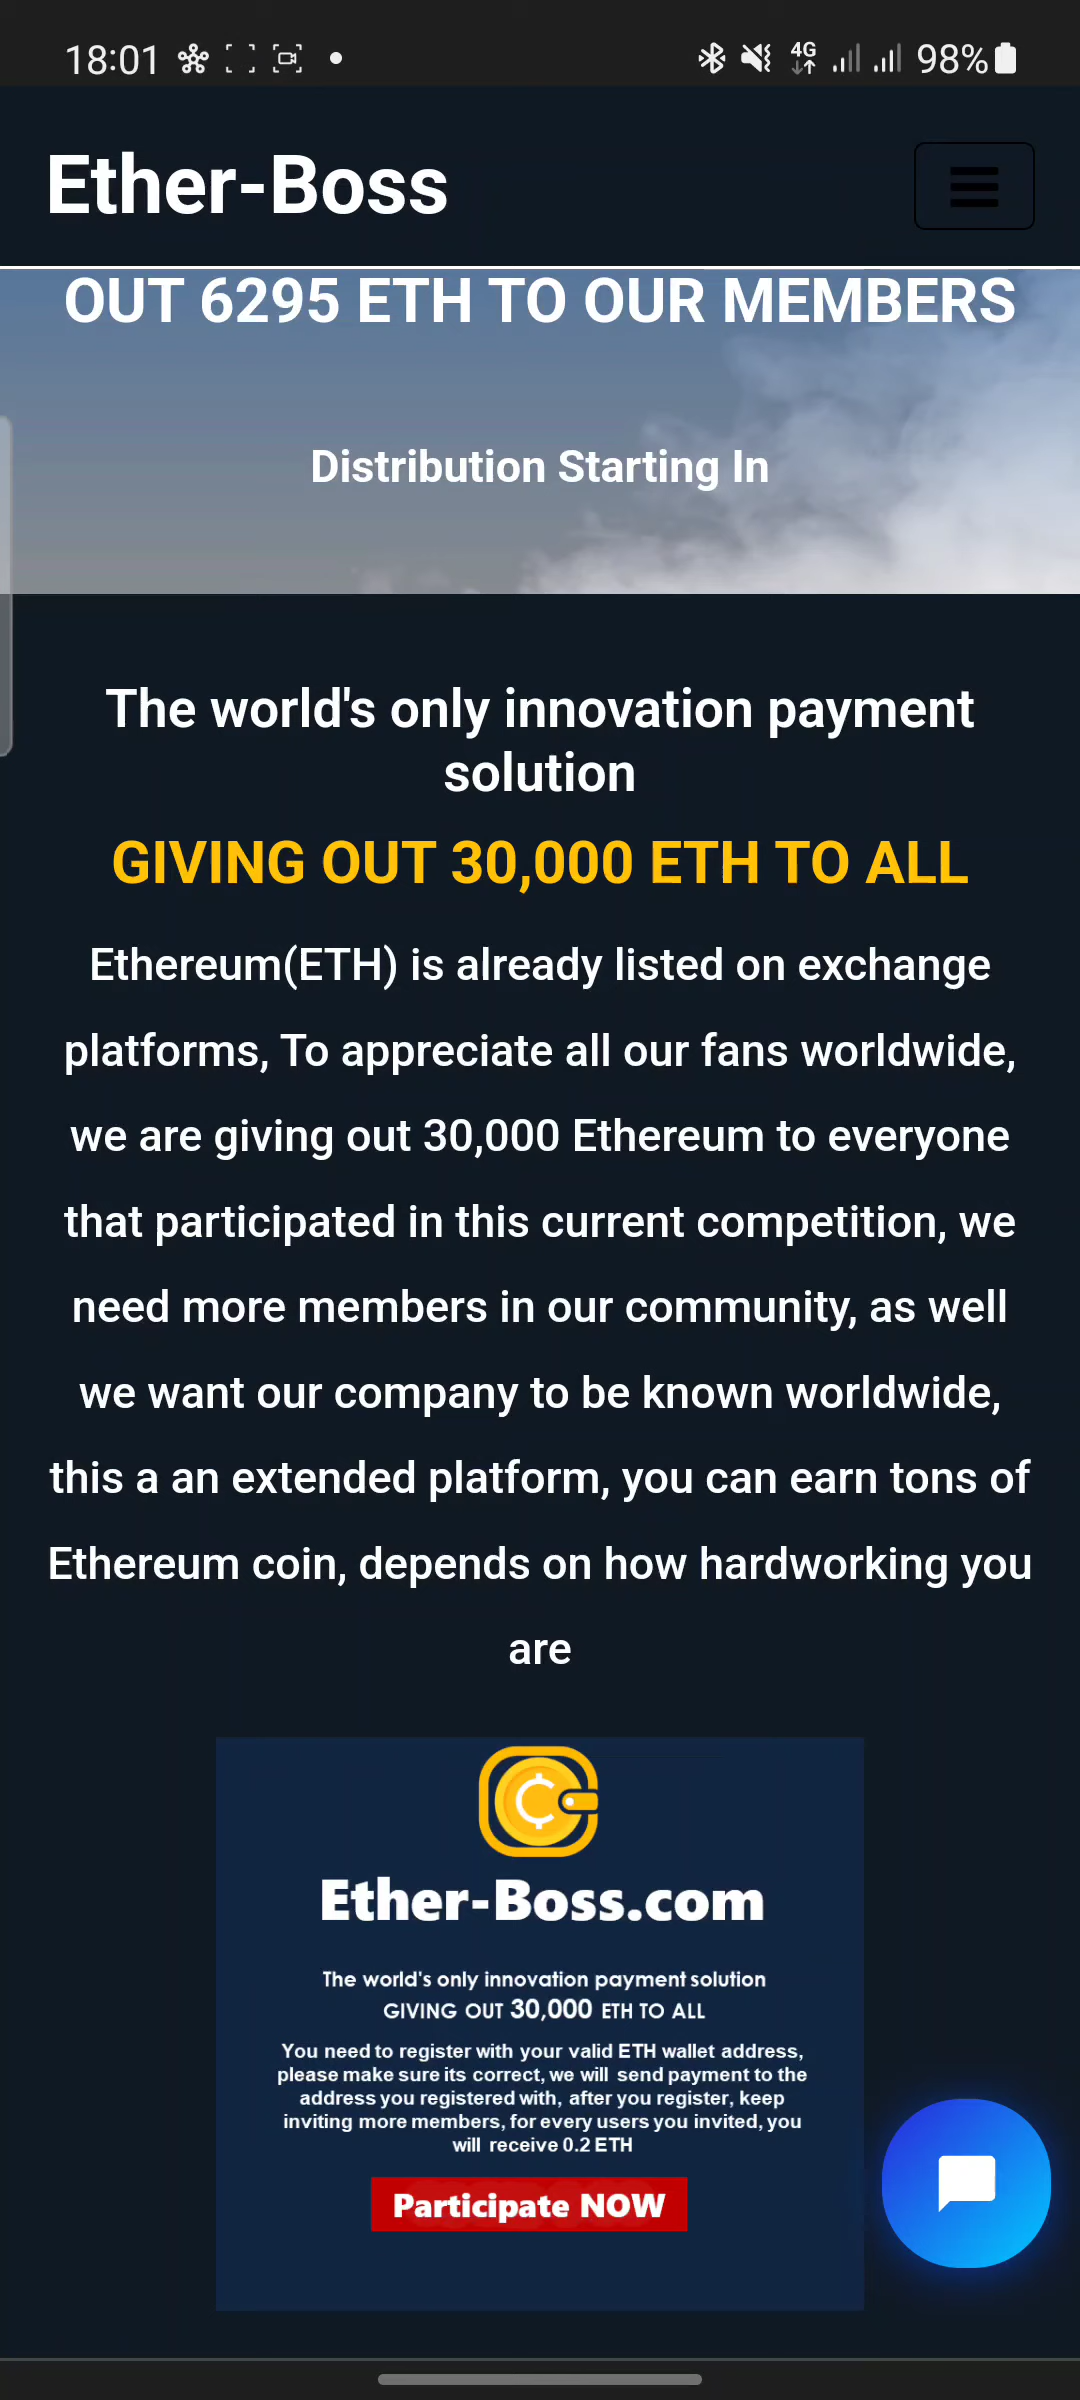 18:01
4G
98%
Ether-Boss
OUT 6295 ETH TO OUR MEMBERS
Distribution Starting In
The world's only innovation payment
solution
GIVING OUT 30,000 ETH TO ALL
Ethereum(ETH) is already listed on exchange
platforms, To appreciate all our fans worldwide,
we are giving out 30,000 Ethereum to everyone
that participated in this current competition, we
need more members in our community, as well
we want our company to be known worldwide,
this a an extended platform, you can earn tons of
Ethereum coin, depends on how hardworking you
are
Ether-Boss.com
The world's only innovation payment solution
GIVING OUT 30,000 ETH TO ALL
You need to register with your valid ETH wallet address,
please make sure its correct, we will send payment to the
address you registered with, after you register, keep
inviting more members, for every users you invited, you
will receive 0.2 ETH
Participate NOW